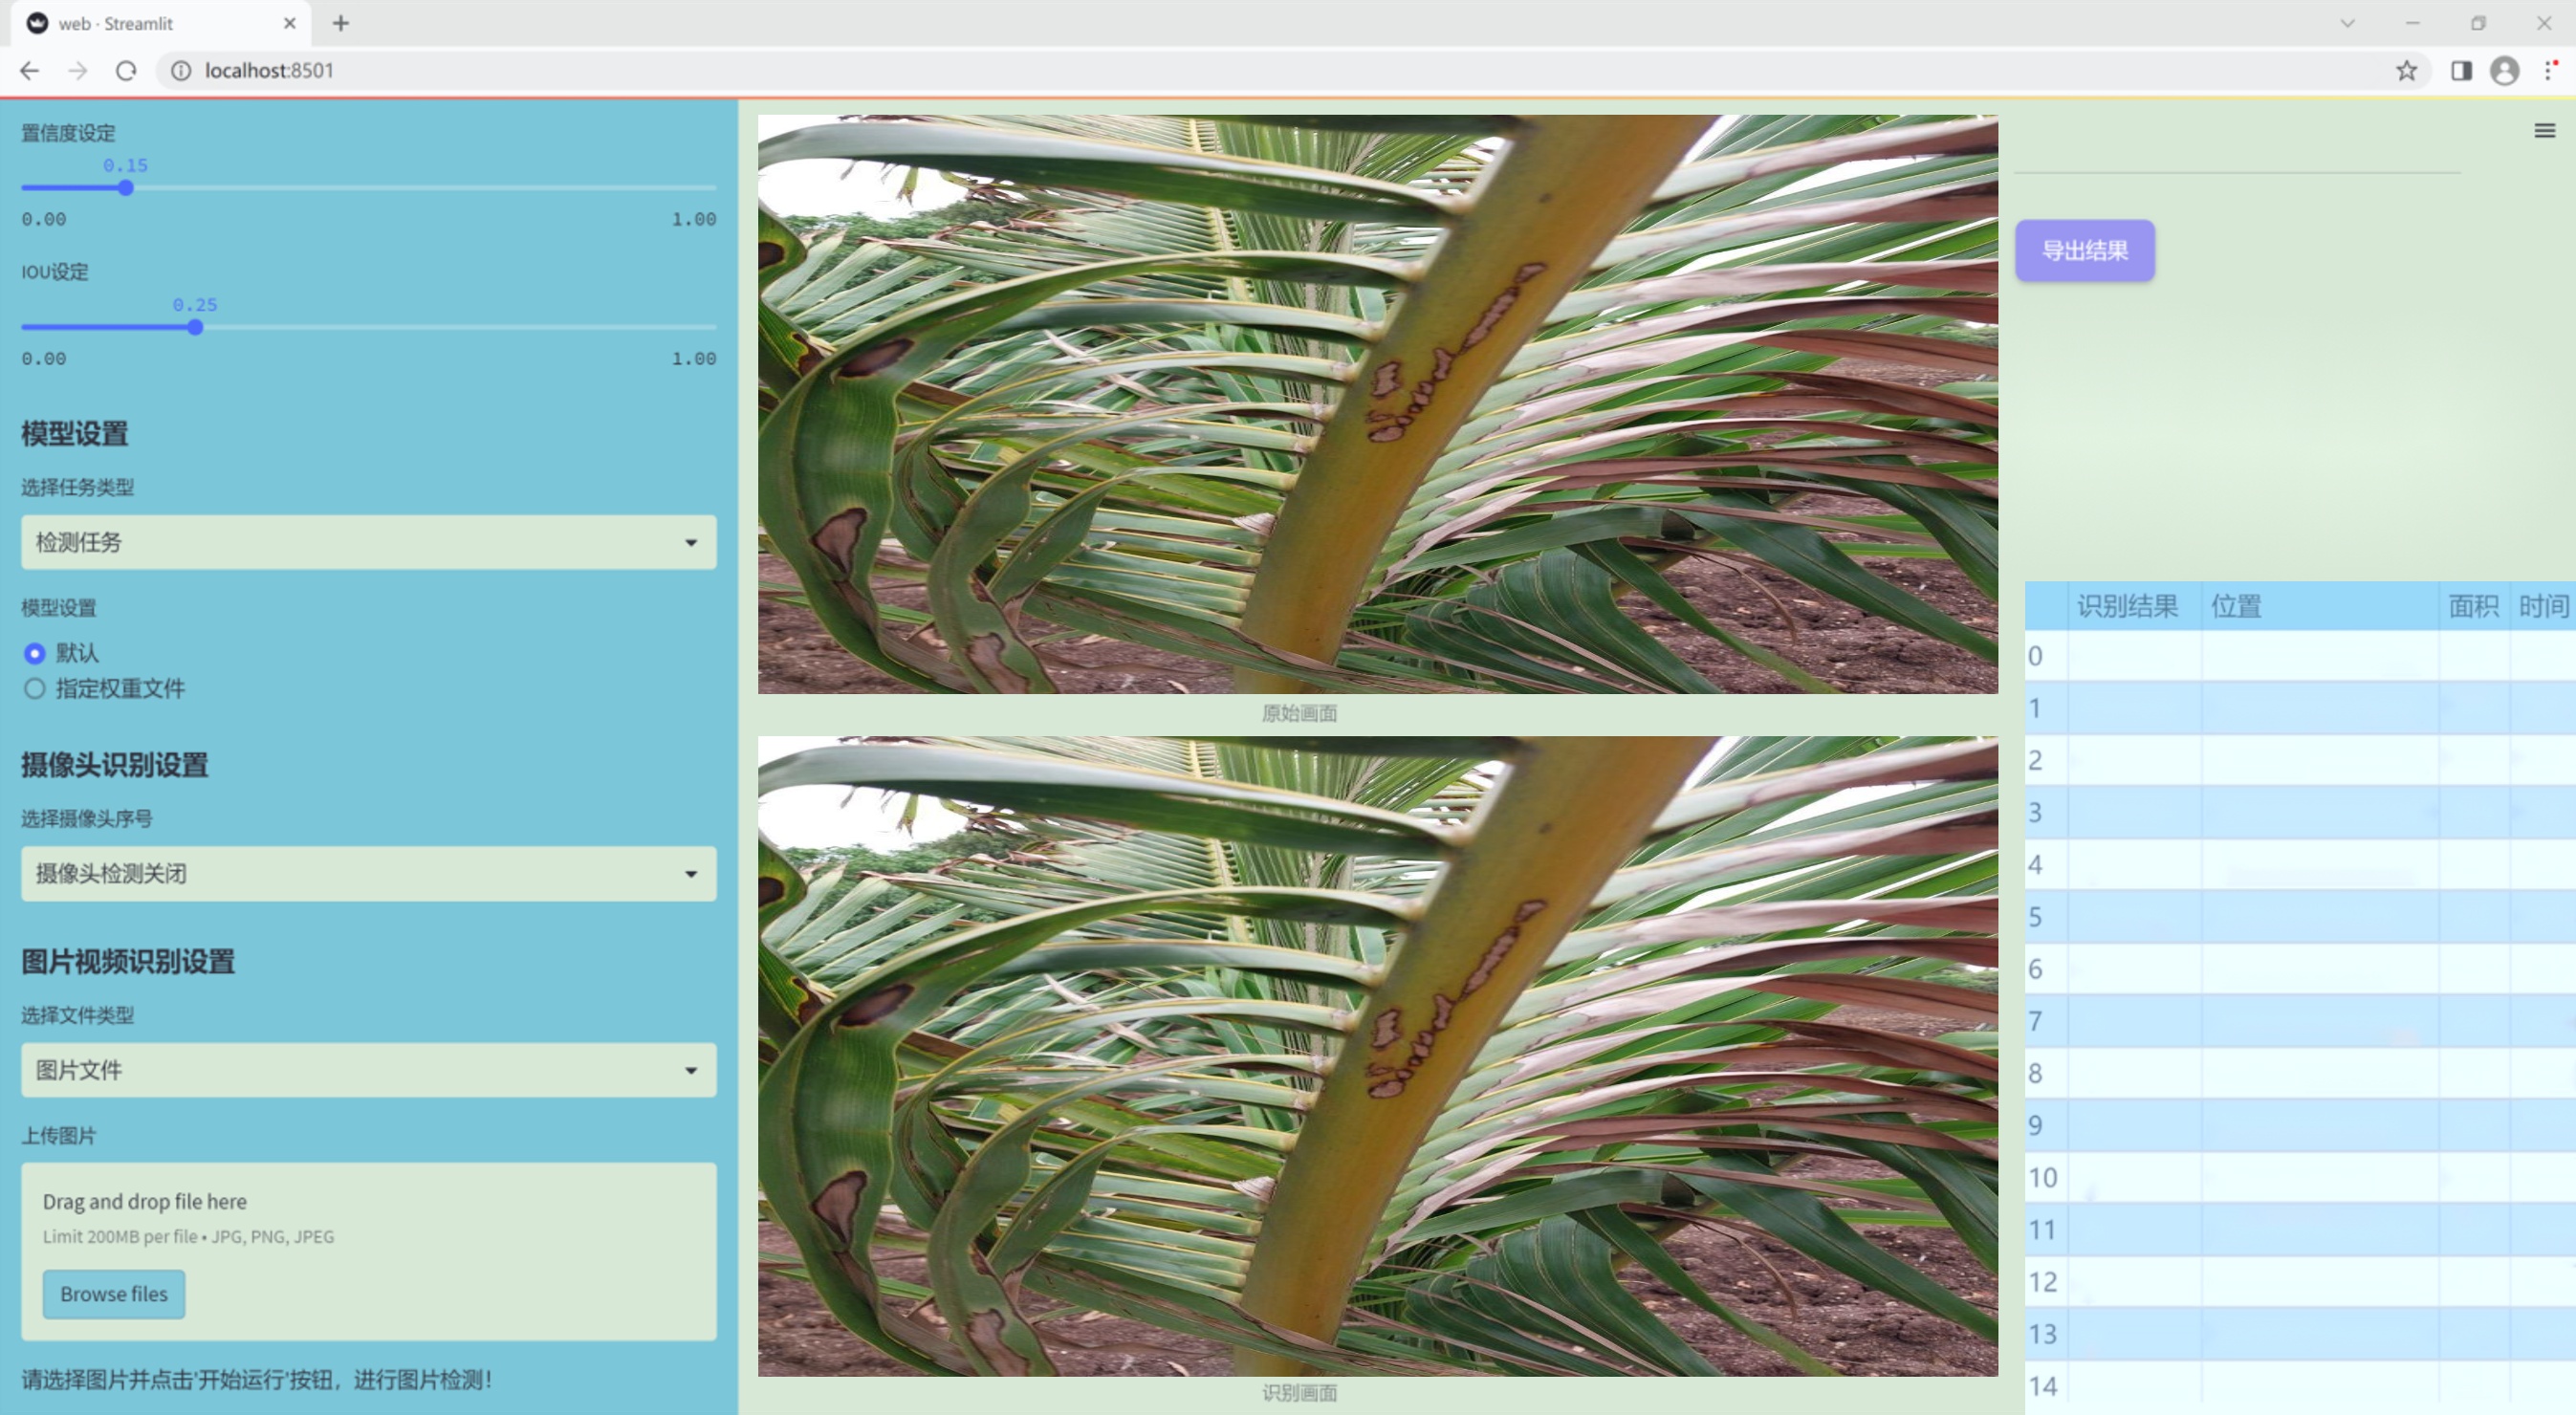 web · Streamlit
localhost:8501
置信度设定
0.15
0.00 1.00
IOU设定
0.25
0.00 1.00
模型设置
选择任务类型
检测任务
模型设置
默认
指定权重文件
摄像头识别设置
选择摄像头序号
摄像头检测关闭
图片视频识别设置
选择文件类型
图片文件
上传图片
Drag and drop file here
Limit 200MB per file • JPG, PNG, JPEG
Browse files
请选择图片并点击'开始运行'按钮，进行图片检测！
原始画面
识别画面
导出结果
识别结果 位置 面积 时间
0
1
2
3
4
5
6
7
8
9
10
11
12
13
14